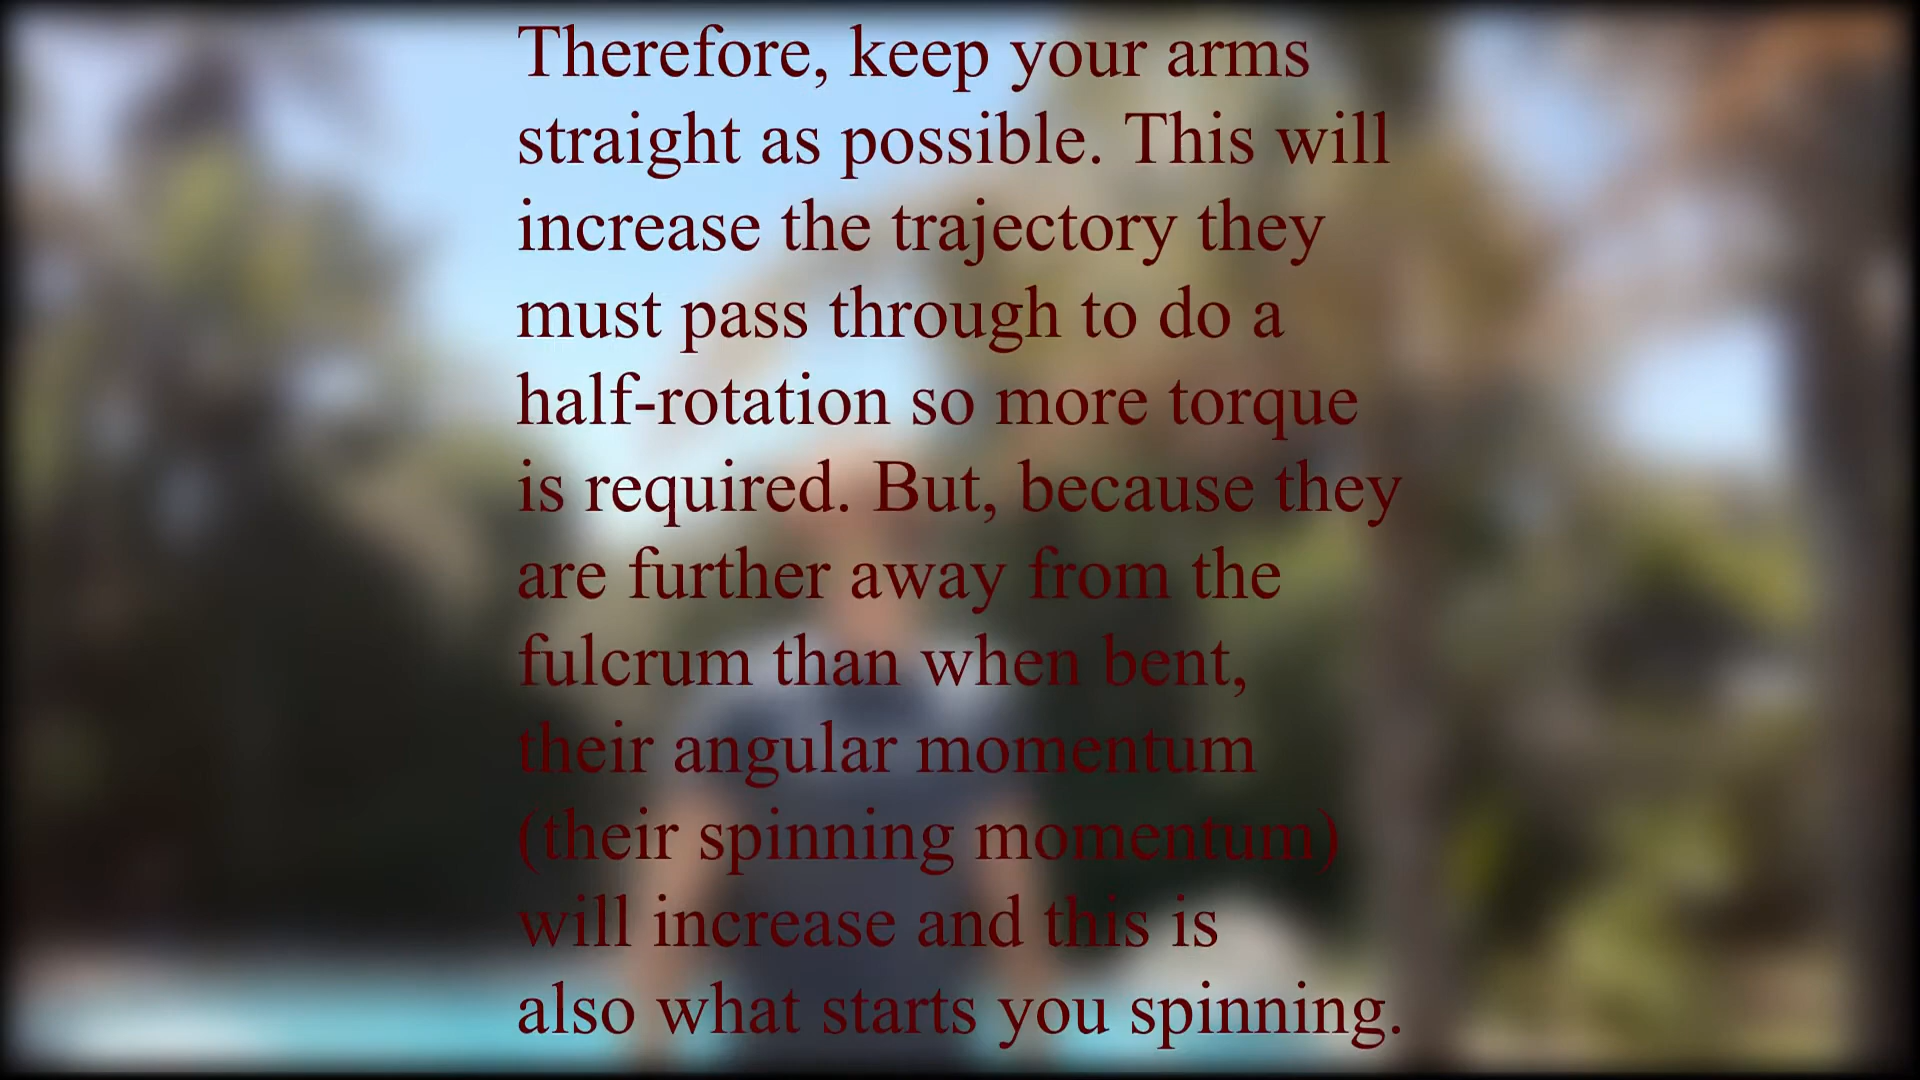 Therefore, keep your arms
straight as possible. This will
increase the trajectory they
must pass through to do a
half-rotation so more torque
is required. But, because they
are further away from the
fulcrum than when bent,
their angular momentum
(their spinning momentum)
will increase and this is
also what starts you spinning.